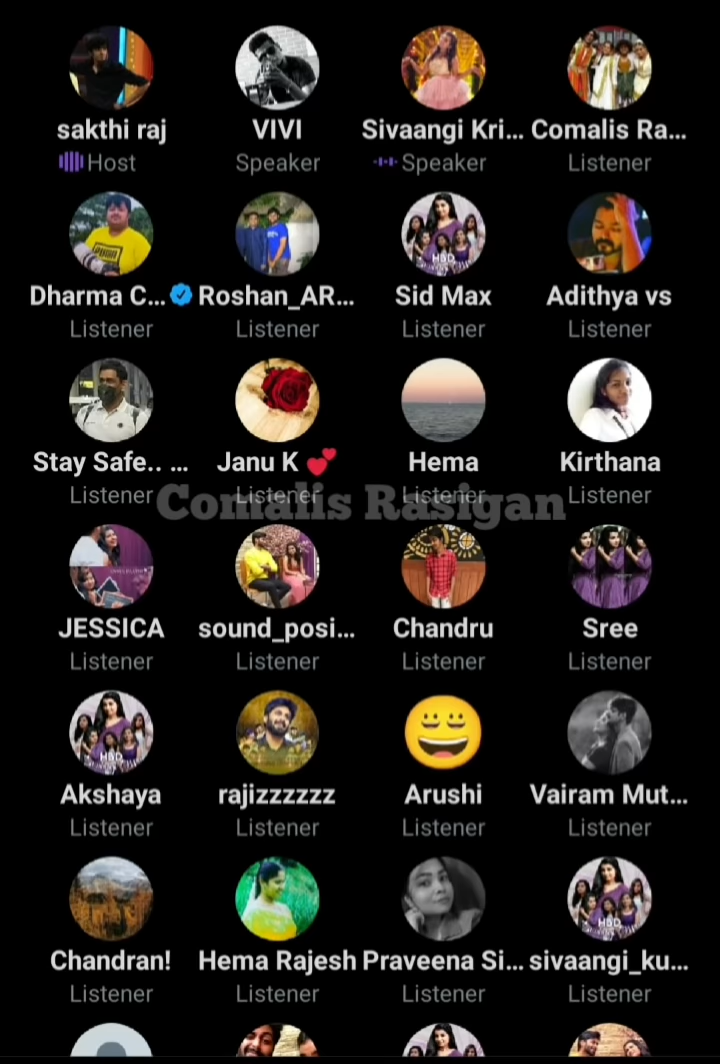 sakthi raj VIVI Sivaangi Kri... Comalis Ra...
Host Speaker Speaker Listener
Dharma C... Roshan_AR... Sid Max Adithya vs
Listener Listener Listener Listener
Stay Safe.. ... Janu K 💕 Hema Kirthana
Listener Listener Listener Listener
Comalis Rasigan
JESSICA sound_posi... Chandru Sree
Listener Listener Listener Listener
HBD
Akshaya rajizzzzzz Arushi Vairam Mut...
Listener Listener Listener Listener
Chandran! Hema Rajesh Praveena Si... sivaangi_ku...
Listener Listener Listener Listener